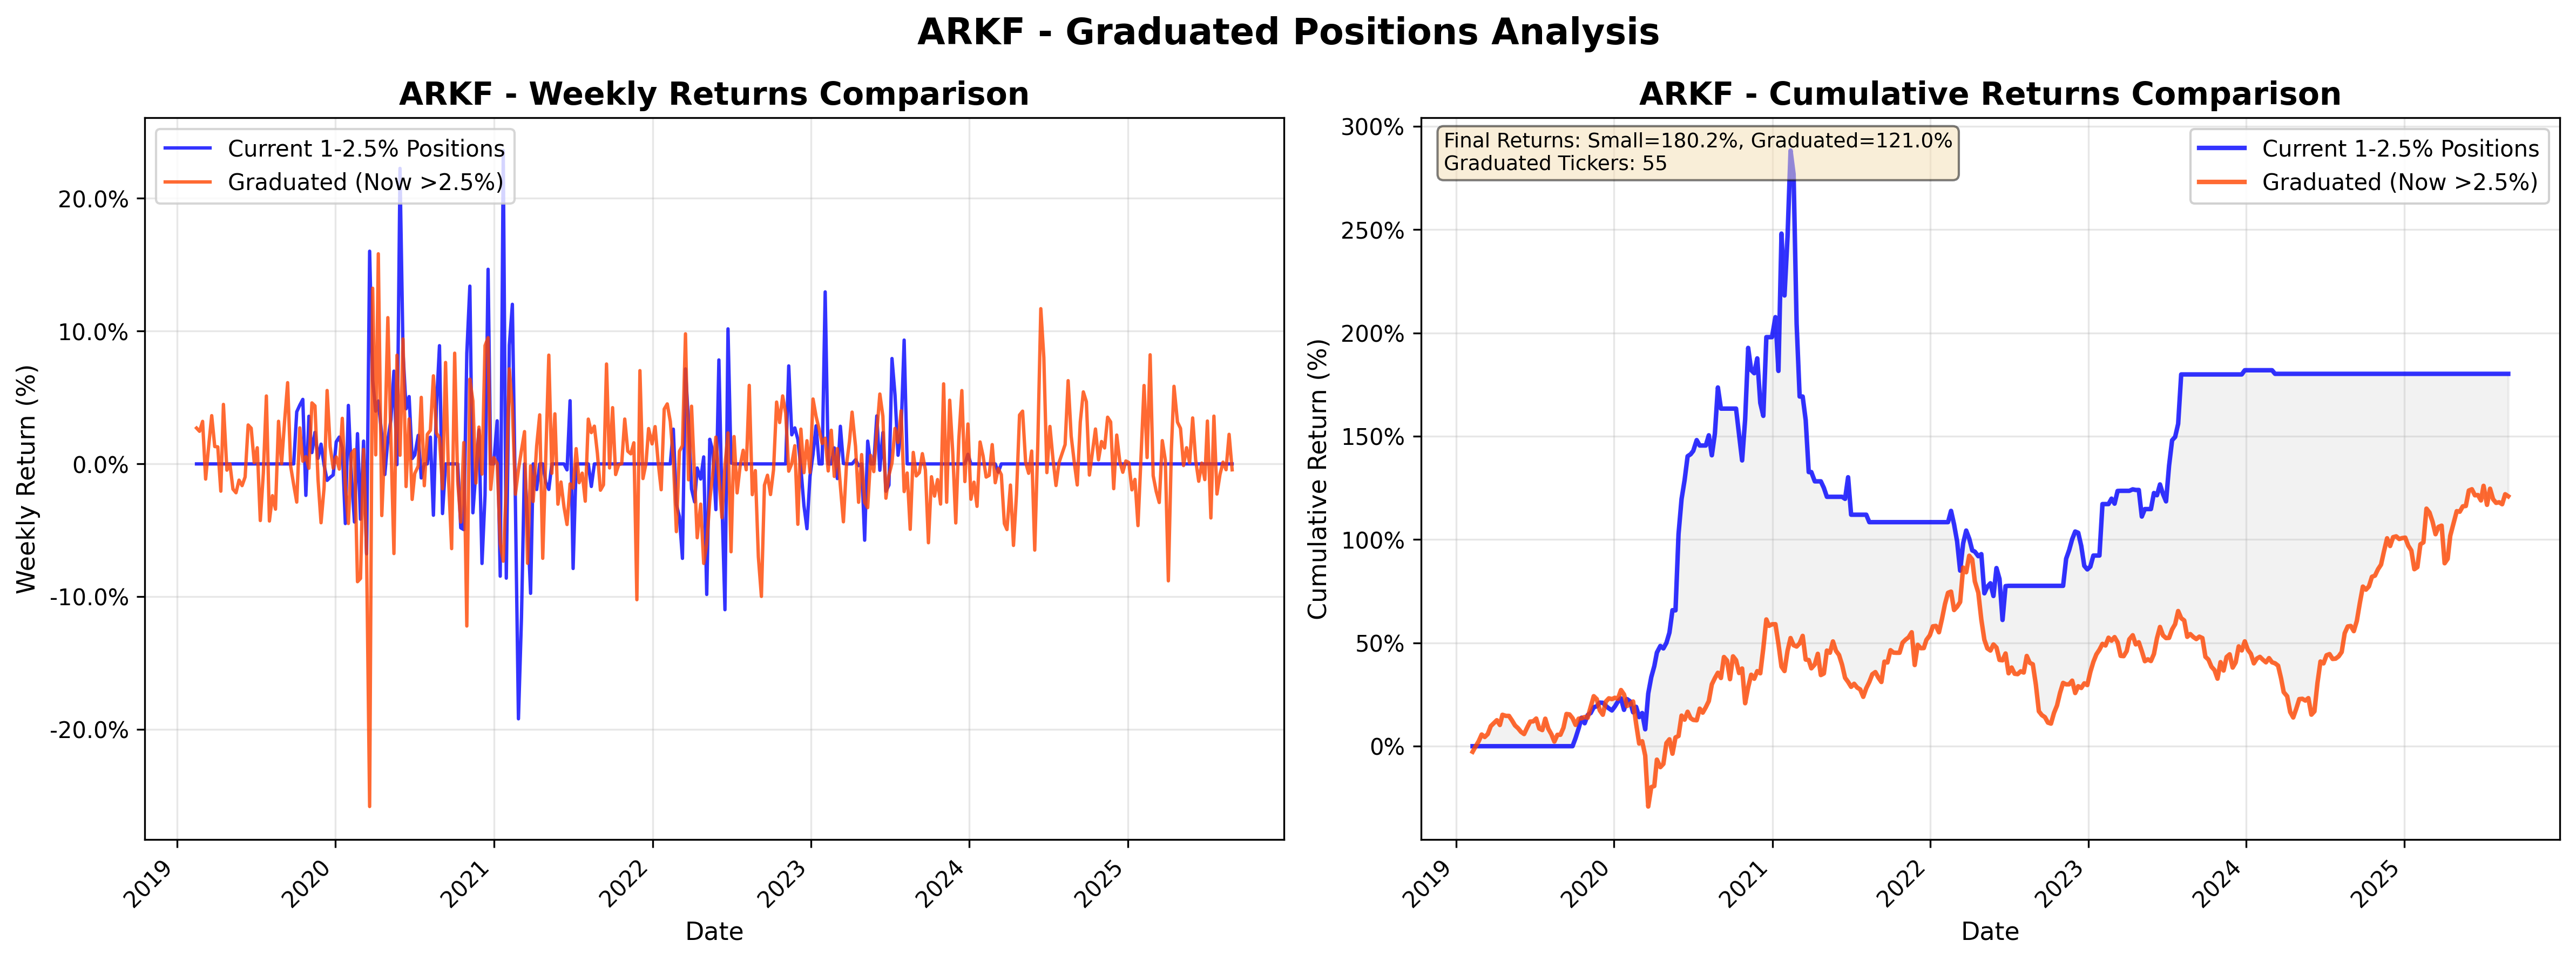 ARKF - Graduated Positions Analysis
ARKF - Weekly Returns Comparison
Current 1-2.5% Positions
Graduated (Now >2.5%)
20.0%
10.0%
0.0%
-10.0%
-20.0%
Weekly Return (%)
2019
2020
2021
2022
2023
2024
2025
Date
ARKF - Cumulative Returns Comparison
Final Returns: Small=180.2%, Graduated=121.0%
Graduated Tickers: 55
Current 1-2.5% Positions
Graduated (Now >2.5%)
300%
250%
200%
150%
100%
50%
0%
Cumulative Return (%)
2019
2020
2021
2022
2023
2024
2025
Date